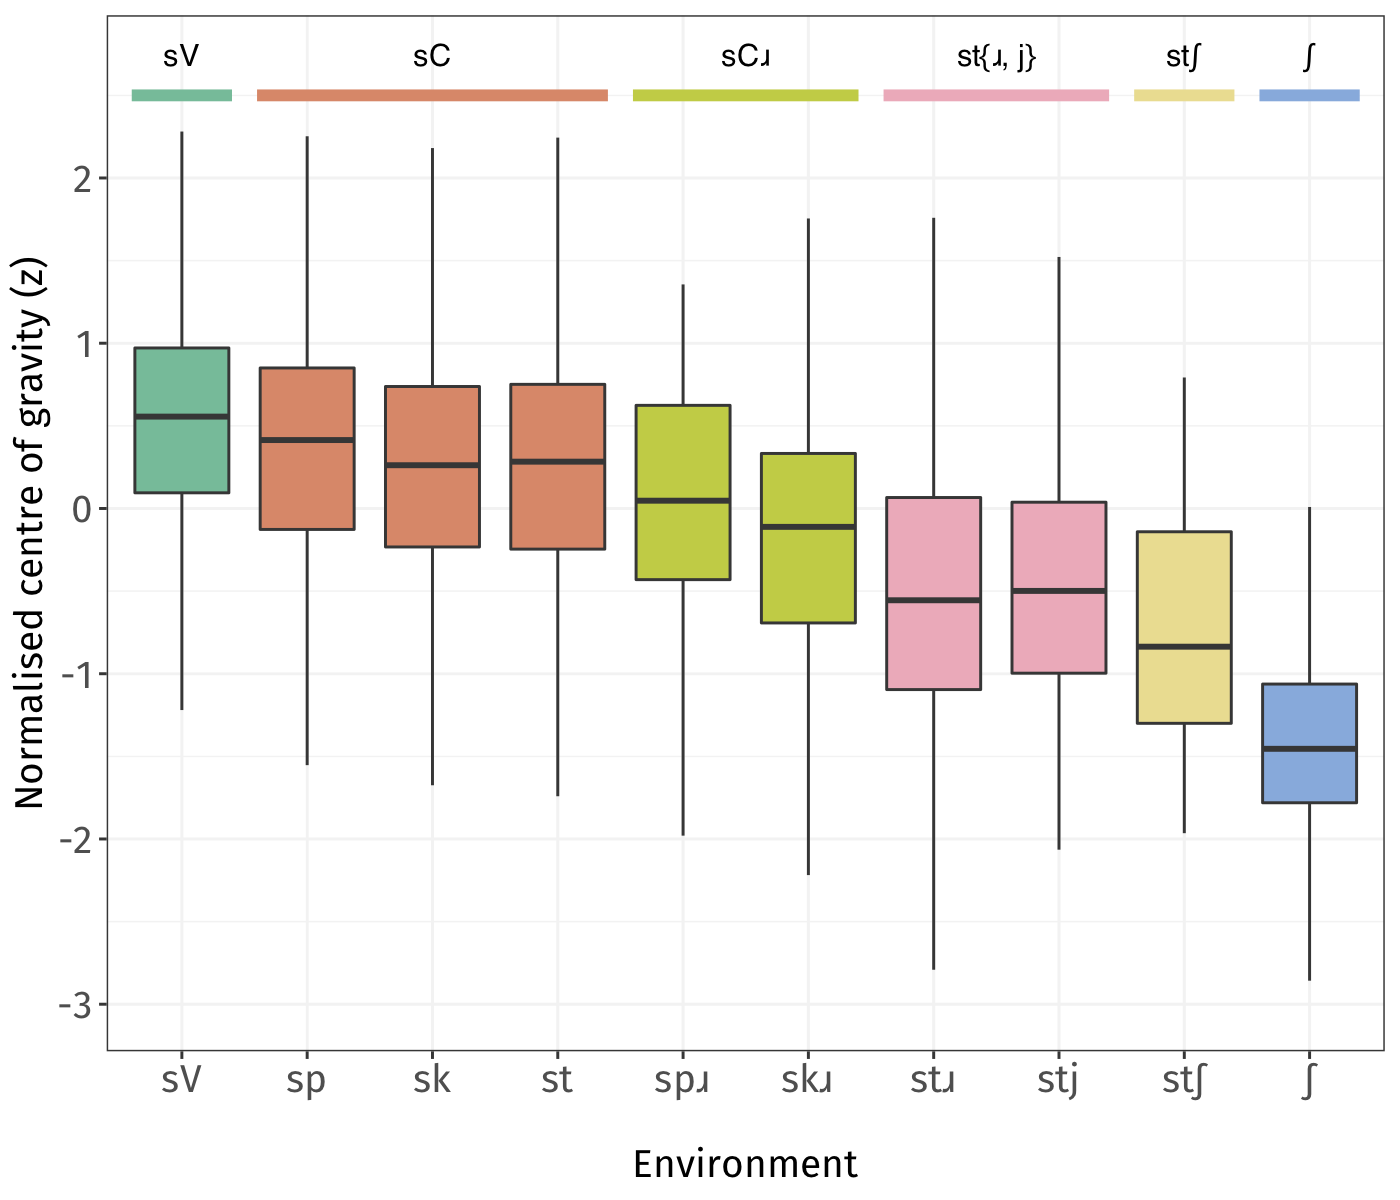 sV sC sCɹ st{ɹ, j} stʃ ʃ
Normalised centre of gravity (z)
2
1
0
-1
-2
-3
sV sp sk st spɹ skɹ stɹ stj stʃ ʃ
Environment